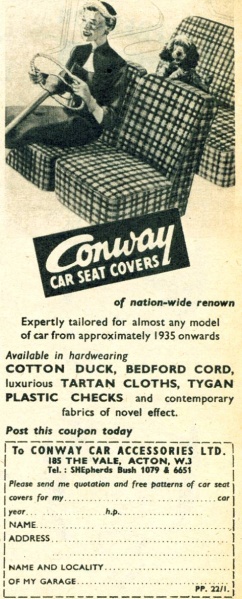 Conway
CAR SEAT COVERS
of nation-wide renown
Expertly tailored for almost any model
of car from approximately 1935 onwards
Available in hardwearing
COTTON DUCK, BEDFORD CORD,
luxurious TARTAN CLOTHS, TYGAN
PLASTIC CHECKS and contemporary
fabrics of novel effect.
Post this coupon today
To CONWAY CAR ACCESSORIES LTD.
185 THE VALE, ACTON, W.3
Tel. : SHEpherds Bush 1079 & 6651
Please send me quotation and free patterns of car seat
covers for my................................car
year....................h.p...............
NAME................................
ADDRESS................................
NAME AND LOCALITY................
OF MY GARAGE................
PP. 22/1.